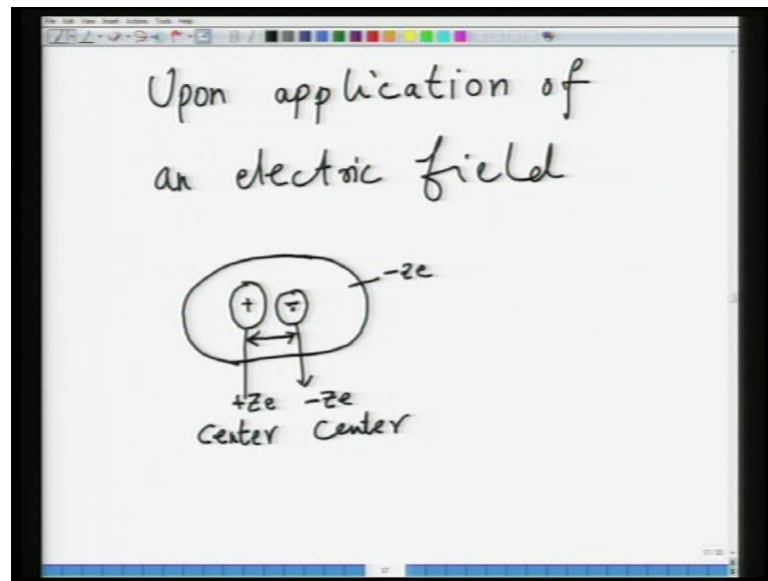 Upon application of
an electric field
-ze
+ -
+Ze -Ze
Center Center